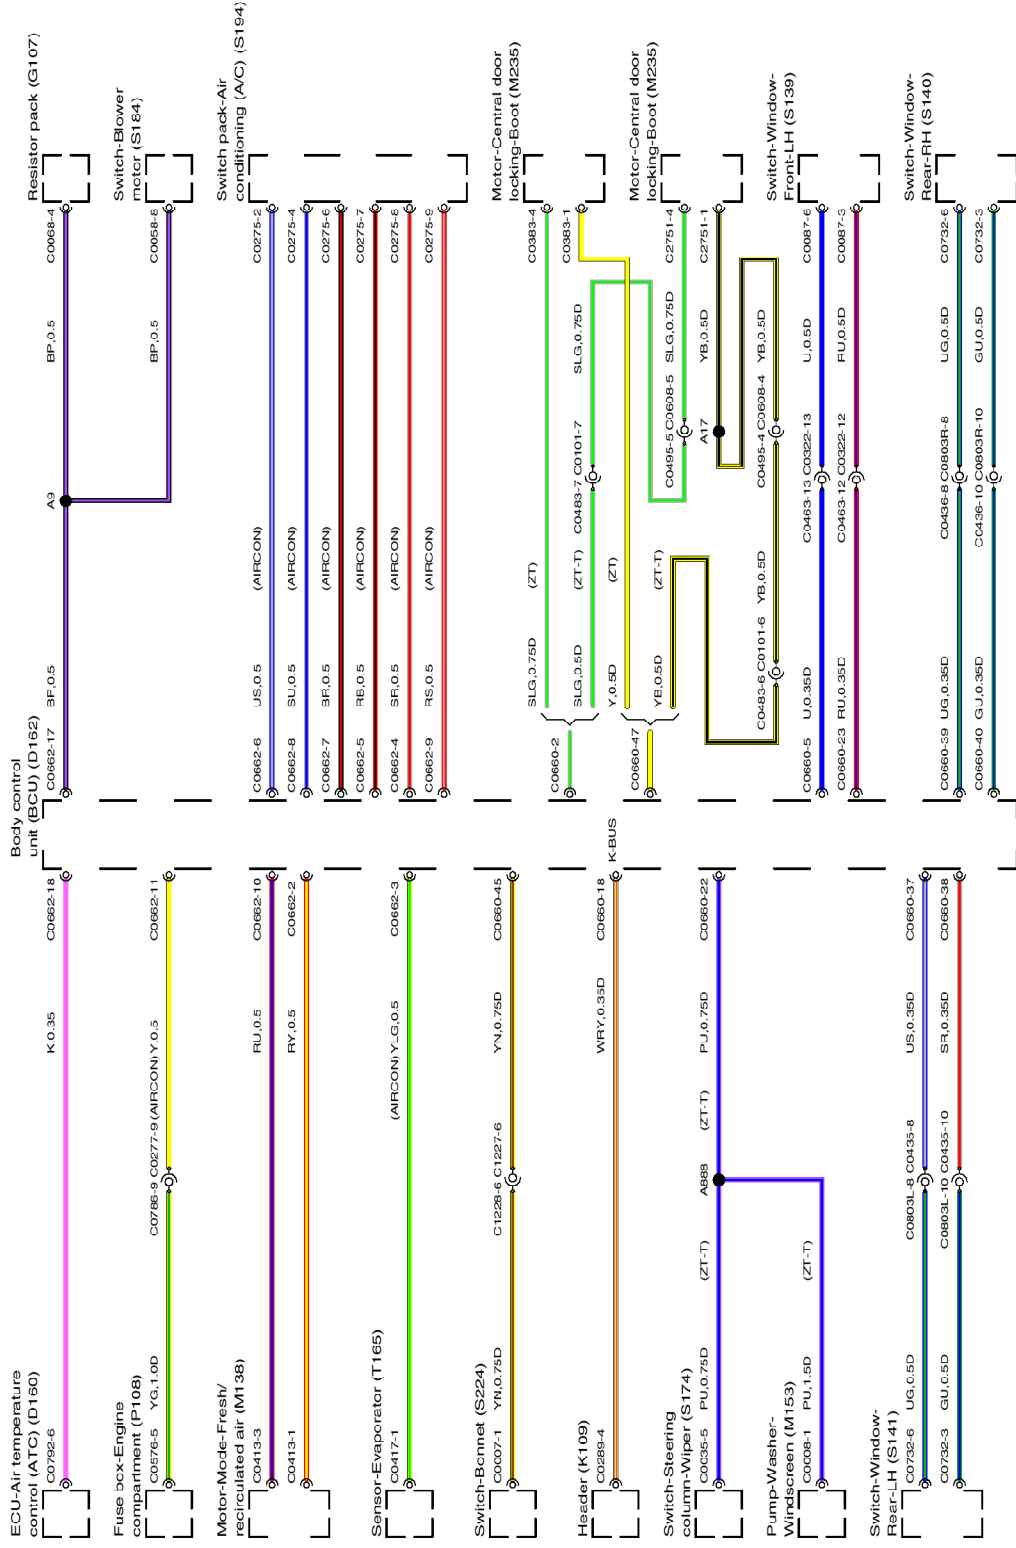 Resistor pack (G107)
C0068-4
BP,0.5
A9
BP,0.5
C0662-17
Switch-Blower
motor (S184)
C0068-8
BP,0.5
Switch pack-Air
conditioning (A/C) (S194)
C0275-2
(AIRCON)
US,0.5
C0662-6
C0275-4
(AIRCON)
SU,0.5
C0662-8
C0275-6
(AIRCON)
BR,0.5
C0662-7
C0275-7
(AIRCON)
RB,0.5
C0662-5
C0275-8
(AIRCON)
SR,0.5
C0662-4
C0275-9
(AIRCON)
RS,0.5
C0662-9
Motor-Central door
locking-Boot (M235)
C0383-4
(ZT)
SLG,0.75D
C0383-1
SLG,0.75D
C0483-7 C0101-7
(ZT-T)
SLG,0.5D
(ZT)
Y,0.5D
C0660-2
Motor-Central door
locking-Boot (M235)
C2751-4
SLG,0.75D
C0495-5 C0608-5
(ZT-T)
YB,0.5D
C0660-47
C2751-1
YB,0.5D
A17
YB,0.5D
C0495-4 C0608-4
YB,0.5D
C0483-6 C0101-6
Switch-Window-
Front-LH (S139)
C0087-6
U,0.5D
C0463-13 C0322-13
U,0.35D
C0660-5
C0087-3
RU,0.5D
C0463-12 C0322-12
RU,0.35D
C0660-23
Switch-Window-
Rear-RH (S140)
C0732-6
UG,0.5D
C0436-8 C0803R-8
UG,0.35D
C0660-39
C0732-3
GU,0.5D
C0436-10 C0803R-10
GU,0.35D
C0660-40
Body control
unit (BCU) (D162)
K-BUS
ECU-Air temperature
control (ATC) (D160)
C0792-6
K,0.35
C0662-18
Fuse box-Engine
compartment (P108)
C0576-5
YG,1.0D
C0786-9 C0277-9
(AIRCON) Y,0.5
C0662-11
Motor-Mode-Fresh/
recirculated air (M138)
C0413-3
RU,0.5
C0662-10
C0413-1
RY,0.5
C0662-2
Sensor-Evaporator (T165)
C0417-1
(AIRCON) YLG,0.5
C0662-3
Switch-Bonnet (S224)
C0007-1
YN,0.75D
C1228-6 C1227-6
YN,0.75D
C0660-45
Header (K109)
C0289-4
WRY,0.35D
C0660-18
Switch-Steering
column-Wiper (S174)
C0035-5
PU,0.75D
(ZT-T)
A888
(ZT-T)
PU,0.75D
C0660-22
Pump-Washer-
Windscreen (M153)
C0008-1
PU,1.5D
(ZT-T)
Switch-Window-
Rear-LH (S141)
C0732-6
UG,0.5D
C0803L-8 C0435-8
US,0.35D
C0660-37
C0732-3
GU,0.5D
C0803L-10 C0435-10
SR,0.35D
C0660-38